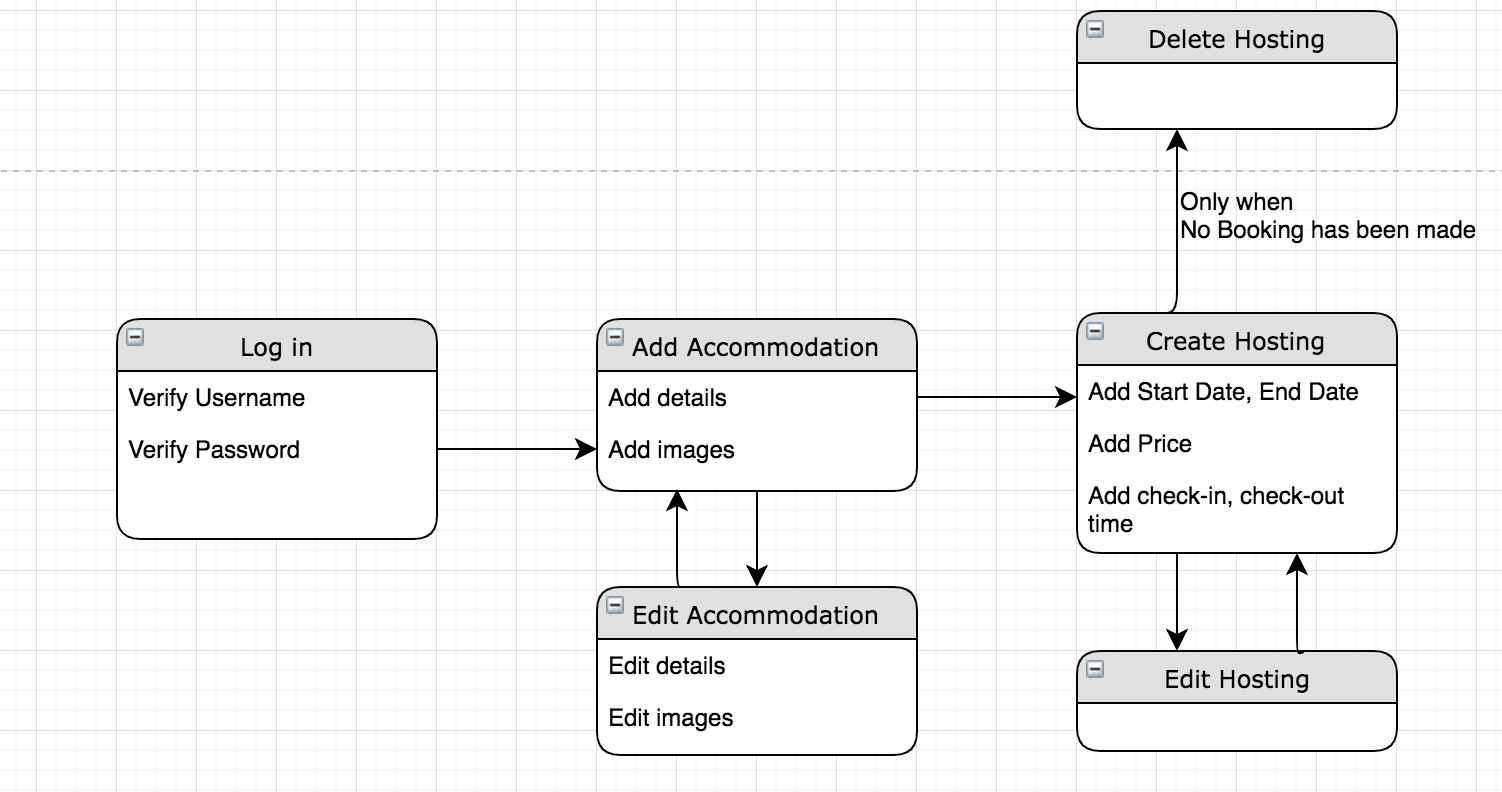 Delete Hosting
Only when
No Booking has been made
Log in
Verify Username
Verify Password
Add Accommodation
Add details
Add images
Create Hosting
Add Start Date, End Date
Add Price
Add check-in, check-out
time
Edit Accommodation
Edit details
Edit images
Edit Hosting